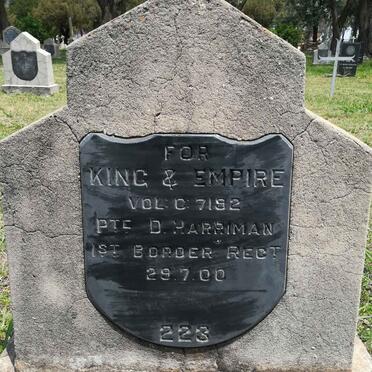 FOR
KING & EMPIRE
VOL: C: 7192
PTE D. HARRIMAN
1ST BORDER REGT
29.7.00
223